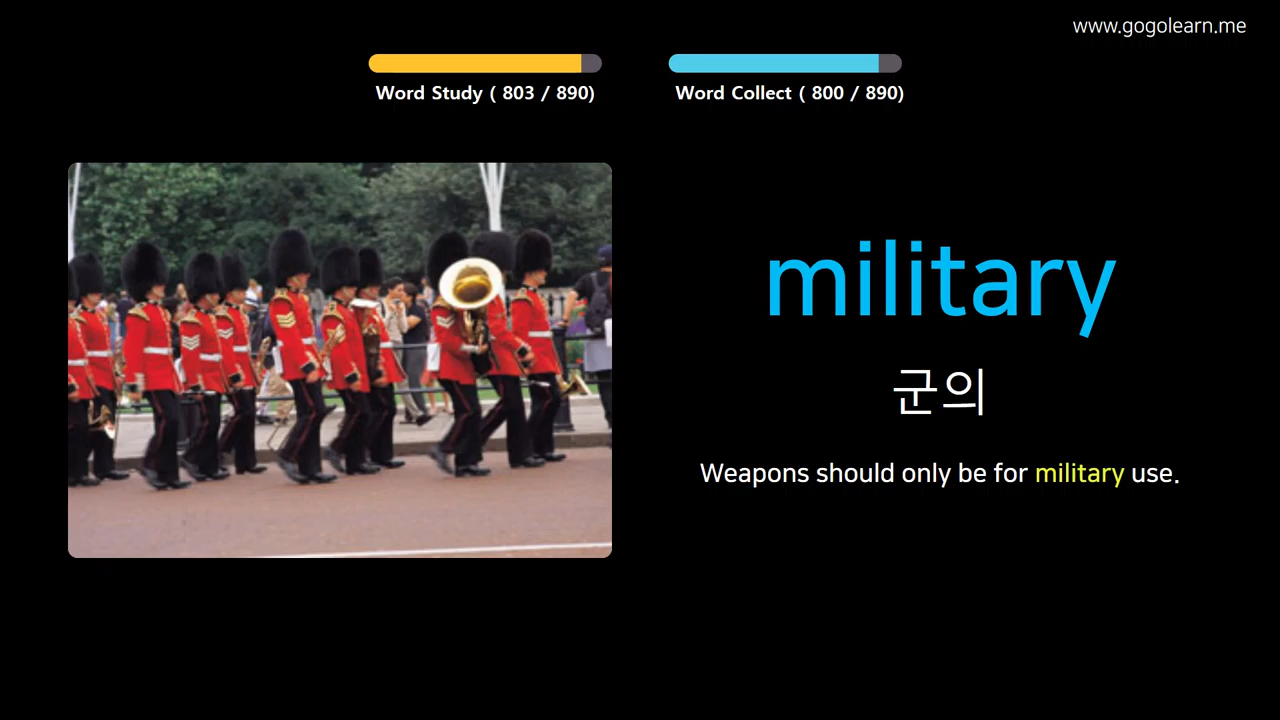 www.gogolearn.me
Word Study ( 803 / 890)
Word Collect ( 800 / 890)
military
군의
Weapons should only be for military use.